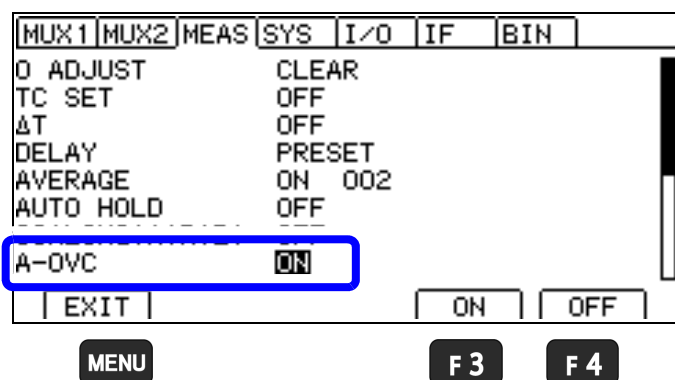 MUX1 MUX2 MEAS SYS I/O IF BIN
0 ADJUST CLEAR
TC SET OFF
ΔT OFF
DELAY PRESET
AVERAGE ON 002
AUTO HOLD OFF
A-OVC ON
EXIT ON OFF
MENU F3 F4